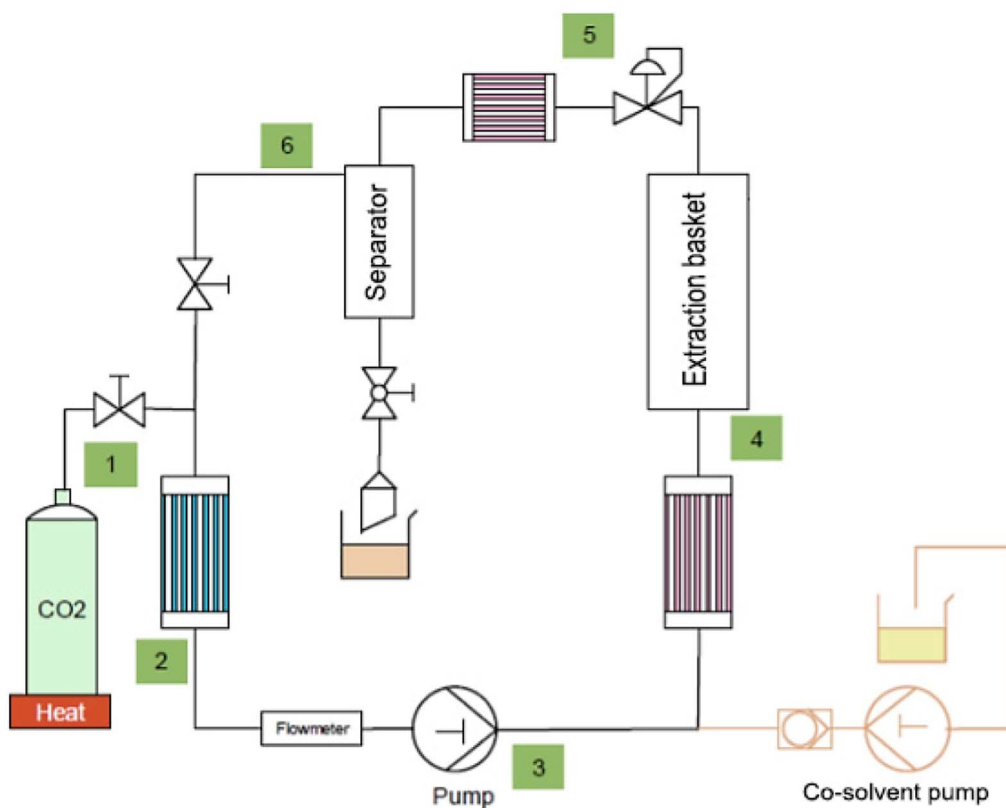 5
6
Separator
Extraction basket
4
1
CO2
2
Heat
Flowmeter
3
Pump
Co-solvent pump